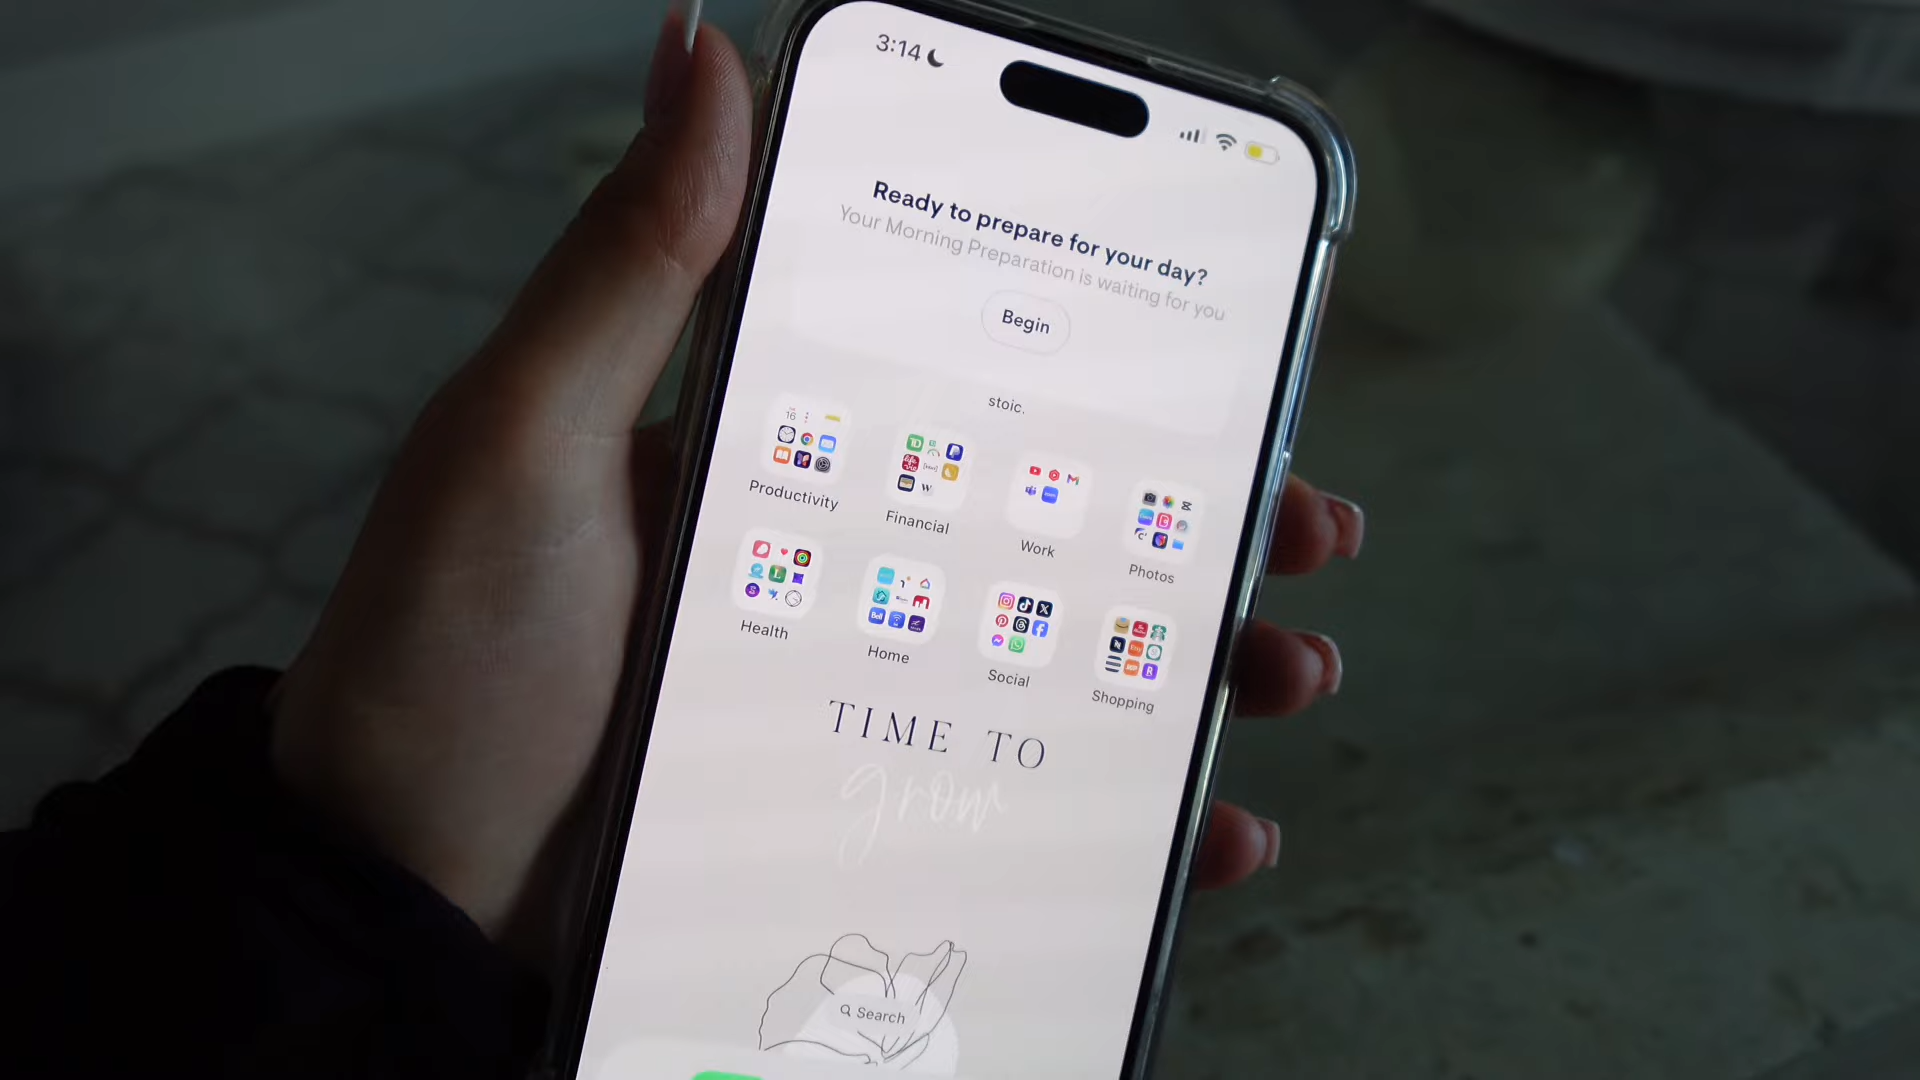 3:14
Ready to prepare for your day?
Your Morning Preparation is waiting for you
Begin
stoic.
16
Productivity
Financial
Work
Photos
Health
Home
Social
Shopping
TIME TO
grow
Search